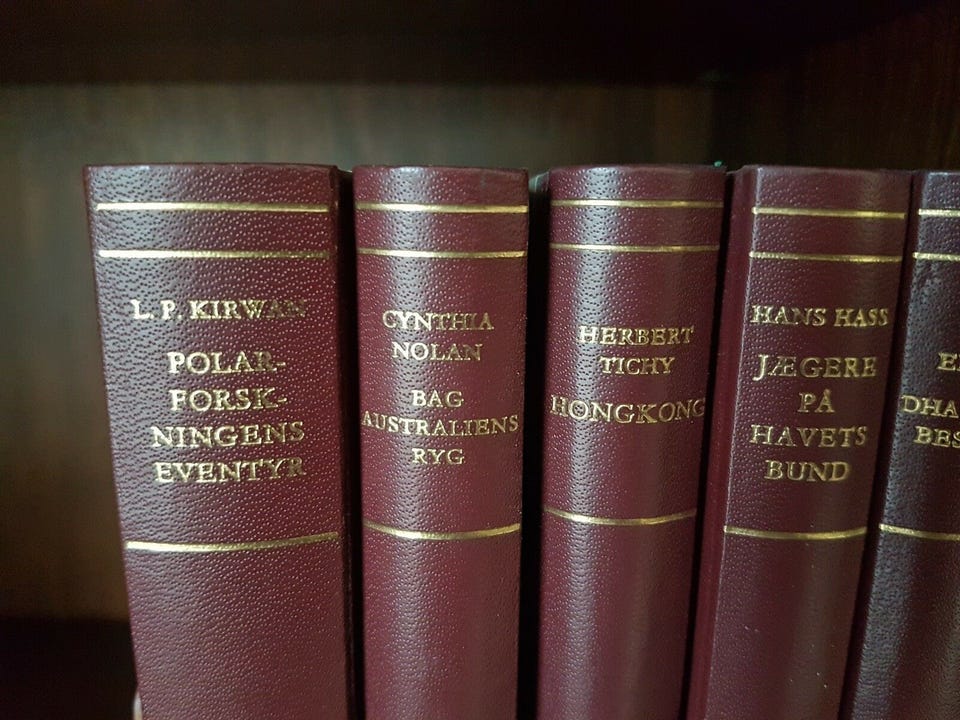 L. P. KIRWAN
POLAR-
FORSK-
NINGENS
EVENTYR
CYNTHIA
NOLAN
BAG
AUSTRALIENS
RYG
HERBERT
TICHY
HONGKONG
HANS HASS
JÆGERE
PÅ
HAVETS
BUND